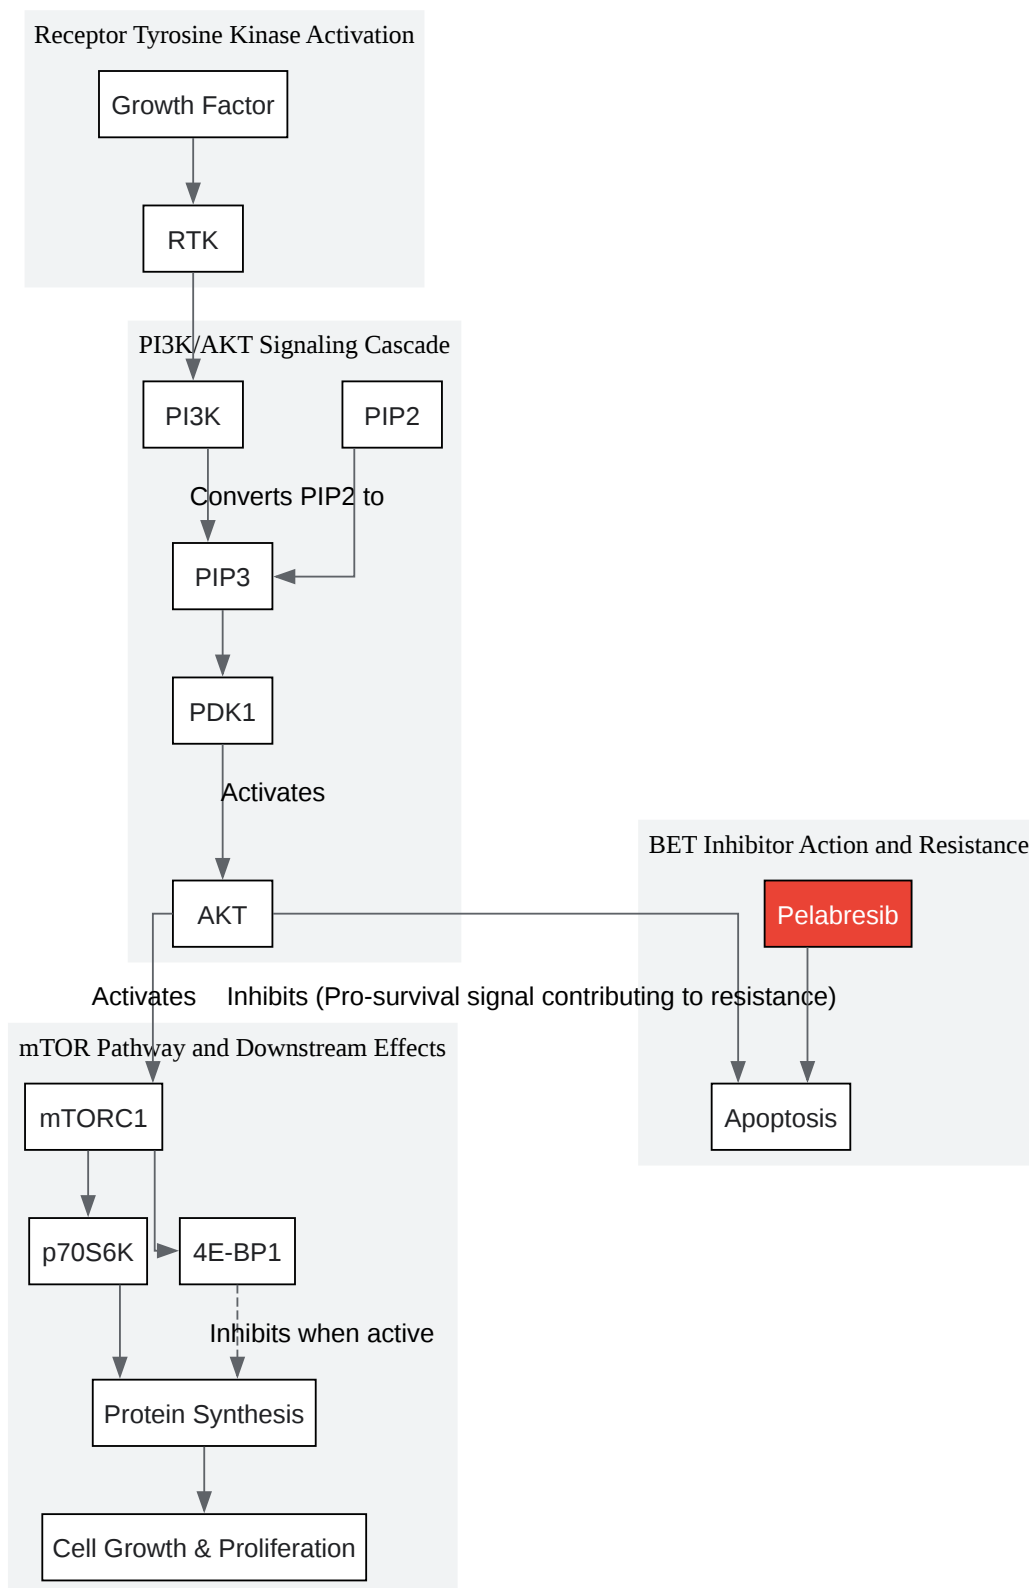 Receptor Tyrosine Kinase Activation
Growth Factor
RTK
PI3K/AKT Signaling Cascade
PI3K
PIP2
Converts PIP2 to
PIP3
PDK1
Activates
AKT
BET Inhibitor Action and Resistance
Pelabresib
Activates
Inhibits (Pro-survival signal contributing to resistance)
mTOR Pathway and Downstream Effects
mTORC1
Apoptosis
p70S6K
4E-BP1
Inhibits when active
Protein Synthesis
Cell Growth & Proliferation